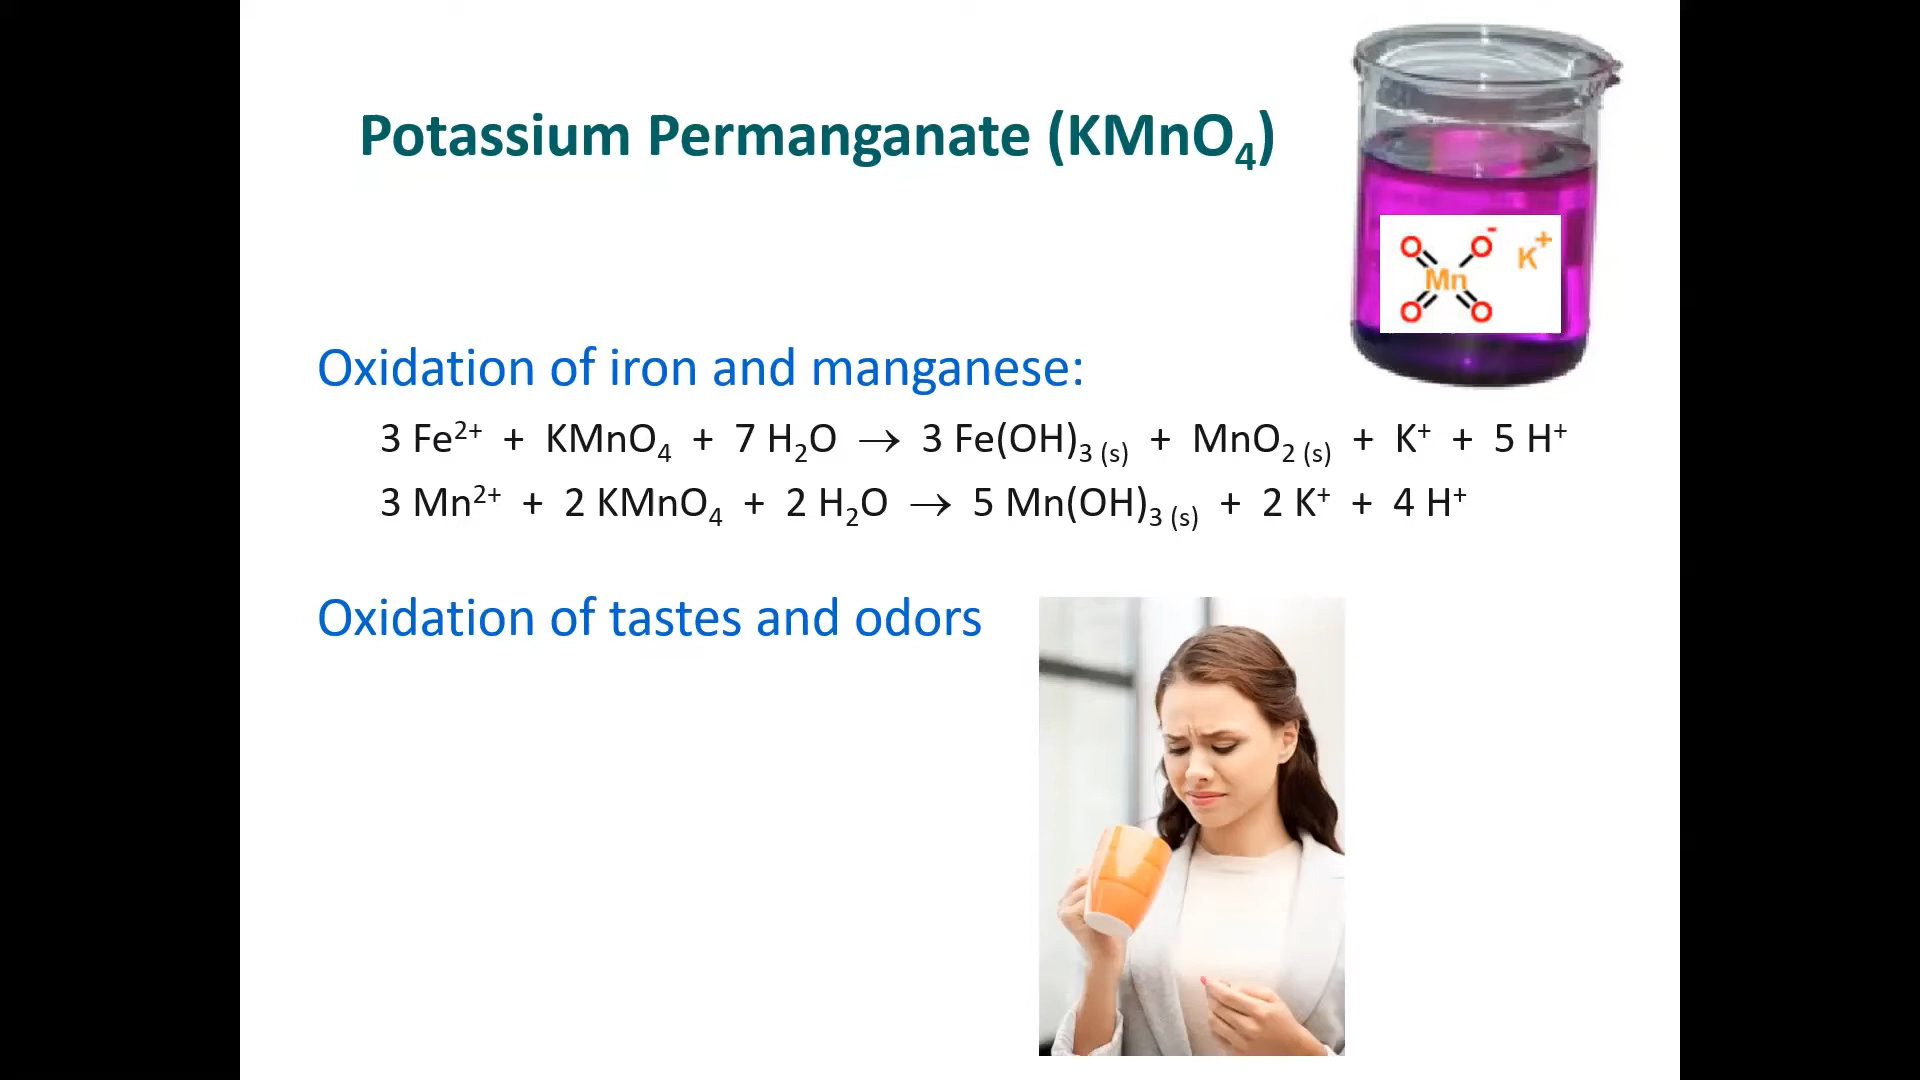 Potassium Permanganate (KMnO₄)
O O⁻ K⁺
Mn
O O
Oxidation of iron and manganese:
3 Fe²⁺ + KMnO₄ + 7 H₂O → 3 Fe(OH)₃ ₍ₛ₎ + MnO₂ ₍ₛ₎ + K⁺ + 5 H⁺
3 Mn²⁺ + 2 KMnO₄ + 2 H₂O → 5 Mn(OH)₃ ₍ₛ₎ + 2 K⁺ + 4 H⁺
Oxidation of tastes and odors